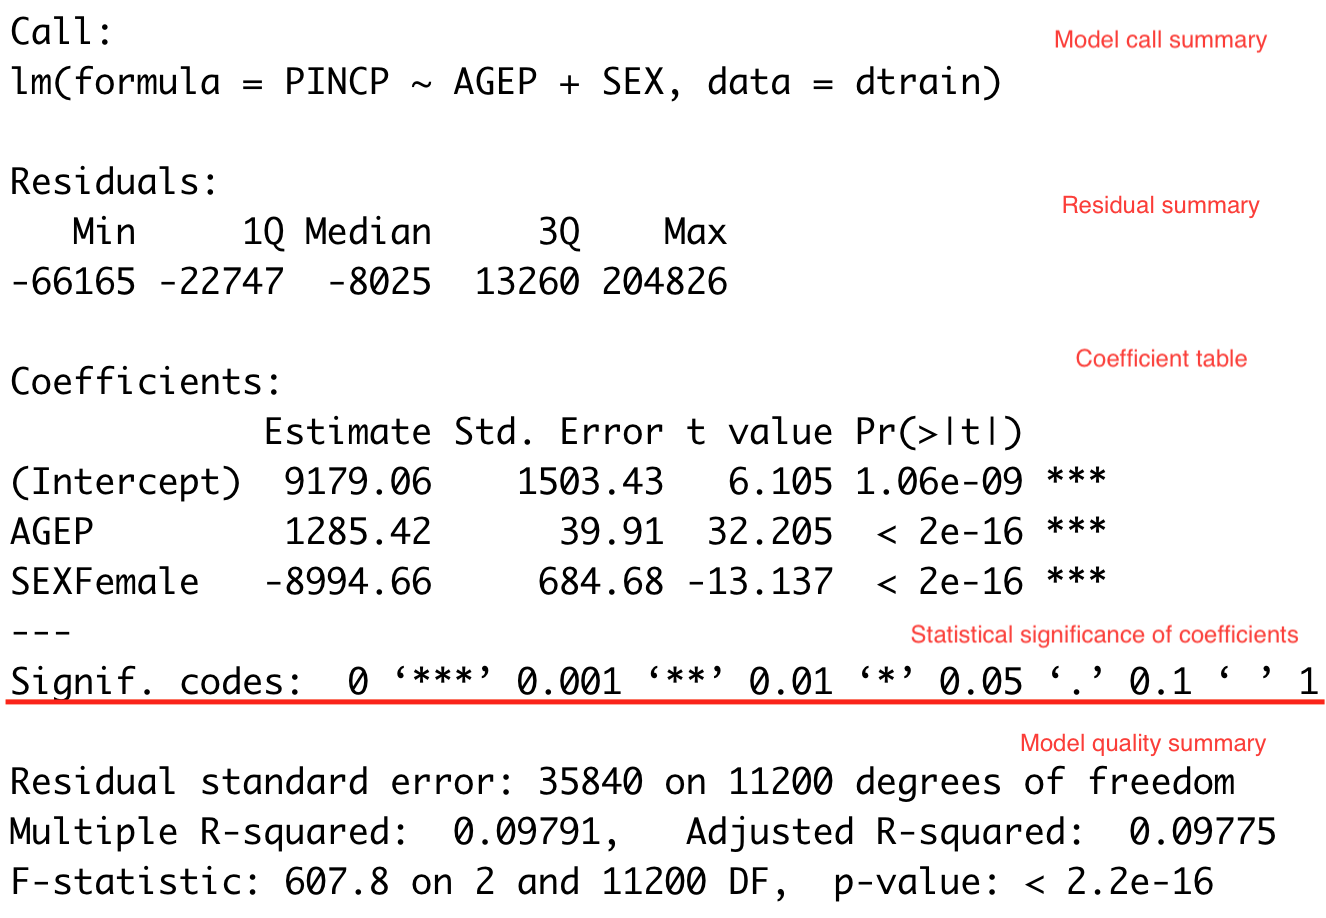 Call:
Model call summary
lm(formula = PINCP ~ AGEP + SEX, data = dtrain)
Residuals:
Residual summary
Min 1Q Median 3Q Max
-66165 -22747 -8025 13260 204826
Coefficient table
Coefficients:
Estimate Std. Error t value Pr(>|t|)
(Intercept) 9179.06 1503.43 6.105 1.06e-09 ***
AGEP 1285.42 39.91 32.205 < 2e-16 ***
SEXFemale -8994.66 684.68 -13.137 < 2e-16 ***
---
Statistical significance of coefficients
Signif. codes: 0 ‘***’ 0.001 ‘**’ 0.01 ‘*’ 0.05 ‘.’ 0.1 ‘ ’ 1
Model quality summary
Residual standard error: 35840 on 11200 degrees of freedom
Multiple R-squared: 0.09791, Adjusted R-squared: 0.09775
F-statistic: 607.8 on 2 and 11200 DF, p-value: < 2.2e-16